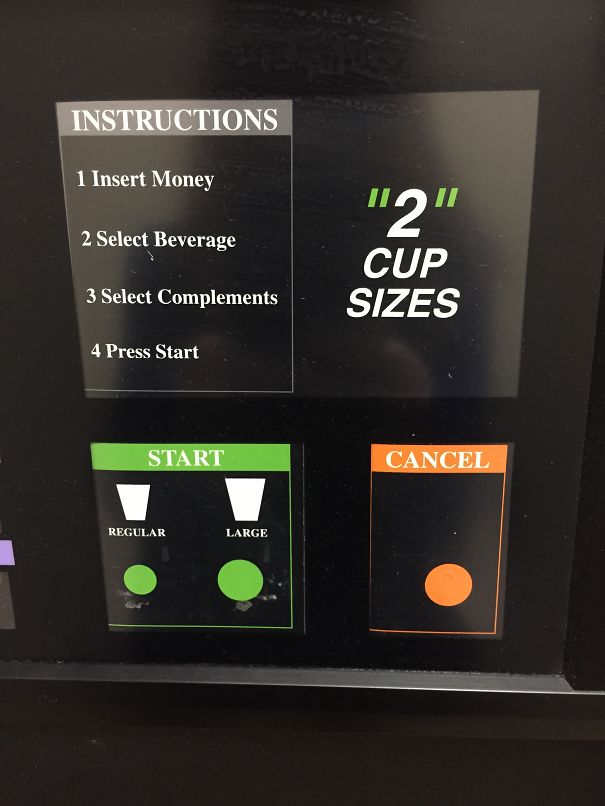 INSTRUCTIONS
1 Insert Money
2 Select Beverage
3 Select Complements
4 Press Start
"2"
CUP
SIZES
START
REGULAR LARGE
CANCEL